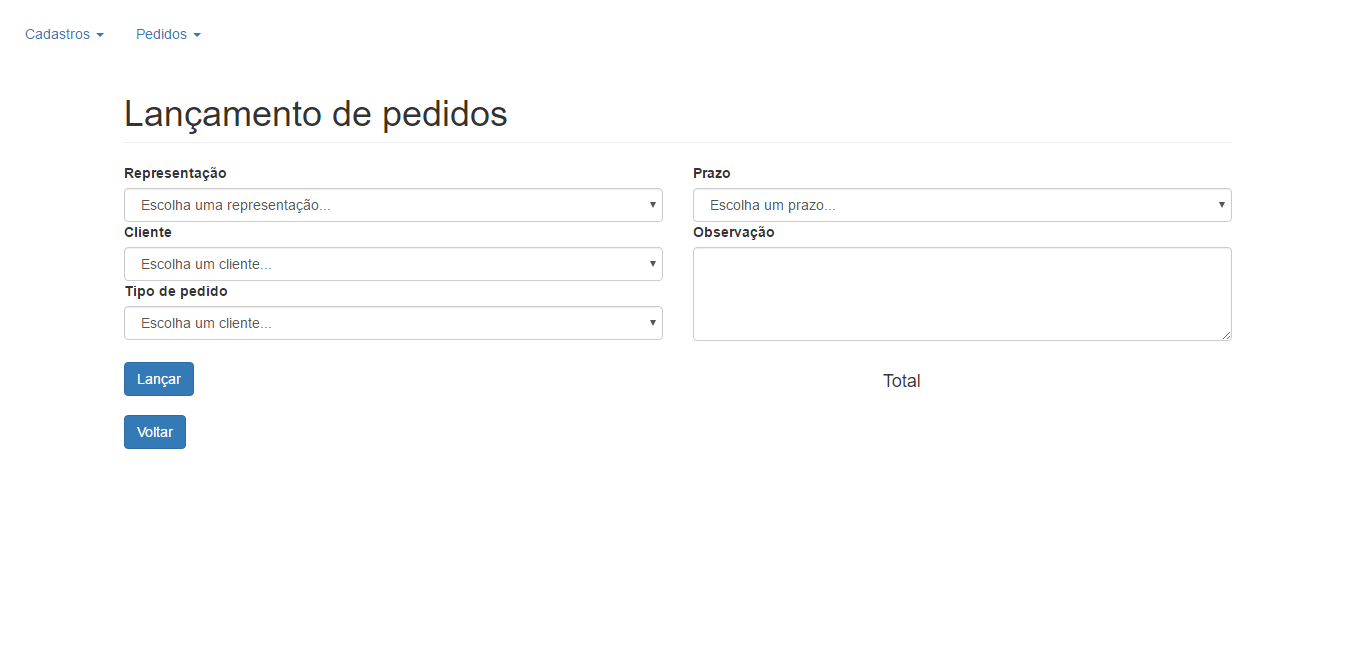 Cadastros Pedidos
Lançamento de pedidos
Representação
Escolha uma representação...
Cliente
Escolha um cliente...
Tipo de pedido
Escolha um cliente...
Prazo
Escolha um prazo...
Observação
Lançar
Total
Voltar